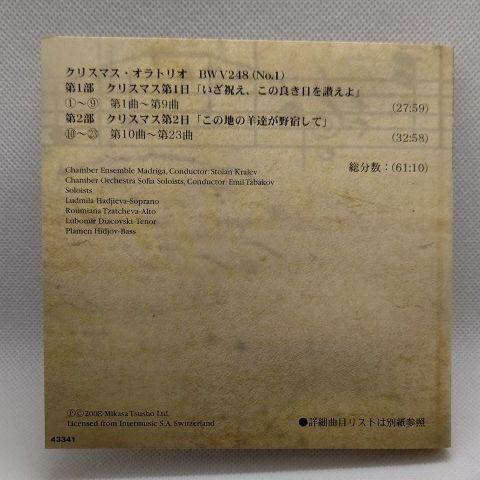 クリスマス・オラトリオ　BWV248 (No.1)
第1部　クリスマス第1日「いざ祝え、この良き日を讃えよ」
①～⑨　第1曲～第9曲　(27:59)
第2部　クリスマス第2日「この地の羊達が野宿して」
⑩～㉓　第10曲～第23曲　(32:58)
総分数：(61:10)
Chamber Ensemble Madriga, Conductor: Stoian Kralev
Chamber Orchestra Sofia Soloists, Conductor: Emil Tabakov
Soloists
Ludmila Hadjieva-Soprano
Roumiana Tzatcheva-Alto
Lubomir Diacovski-Tenor
Plamen Hidjov-Bass
Ⓟ©2008 Mikasa Tsusho Ltd.
Licensed from Intermusic S.A. Switzerland
43341
●詳細曲目リストは別紙参照